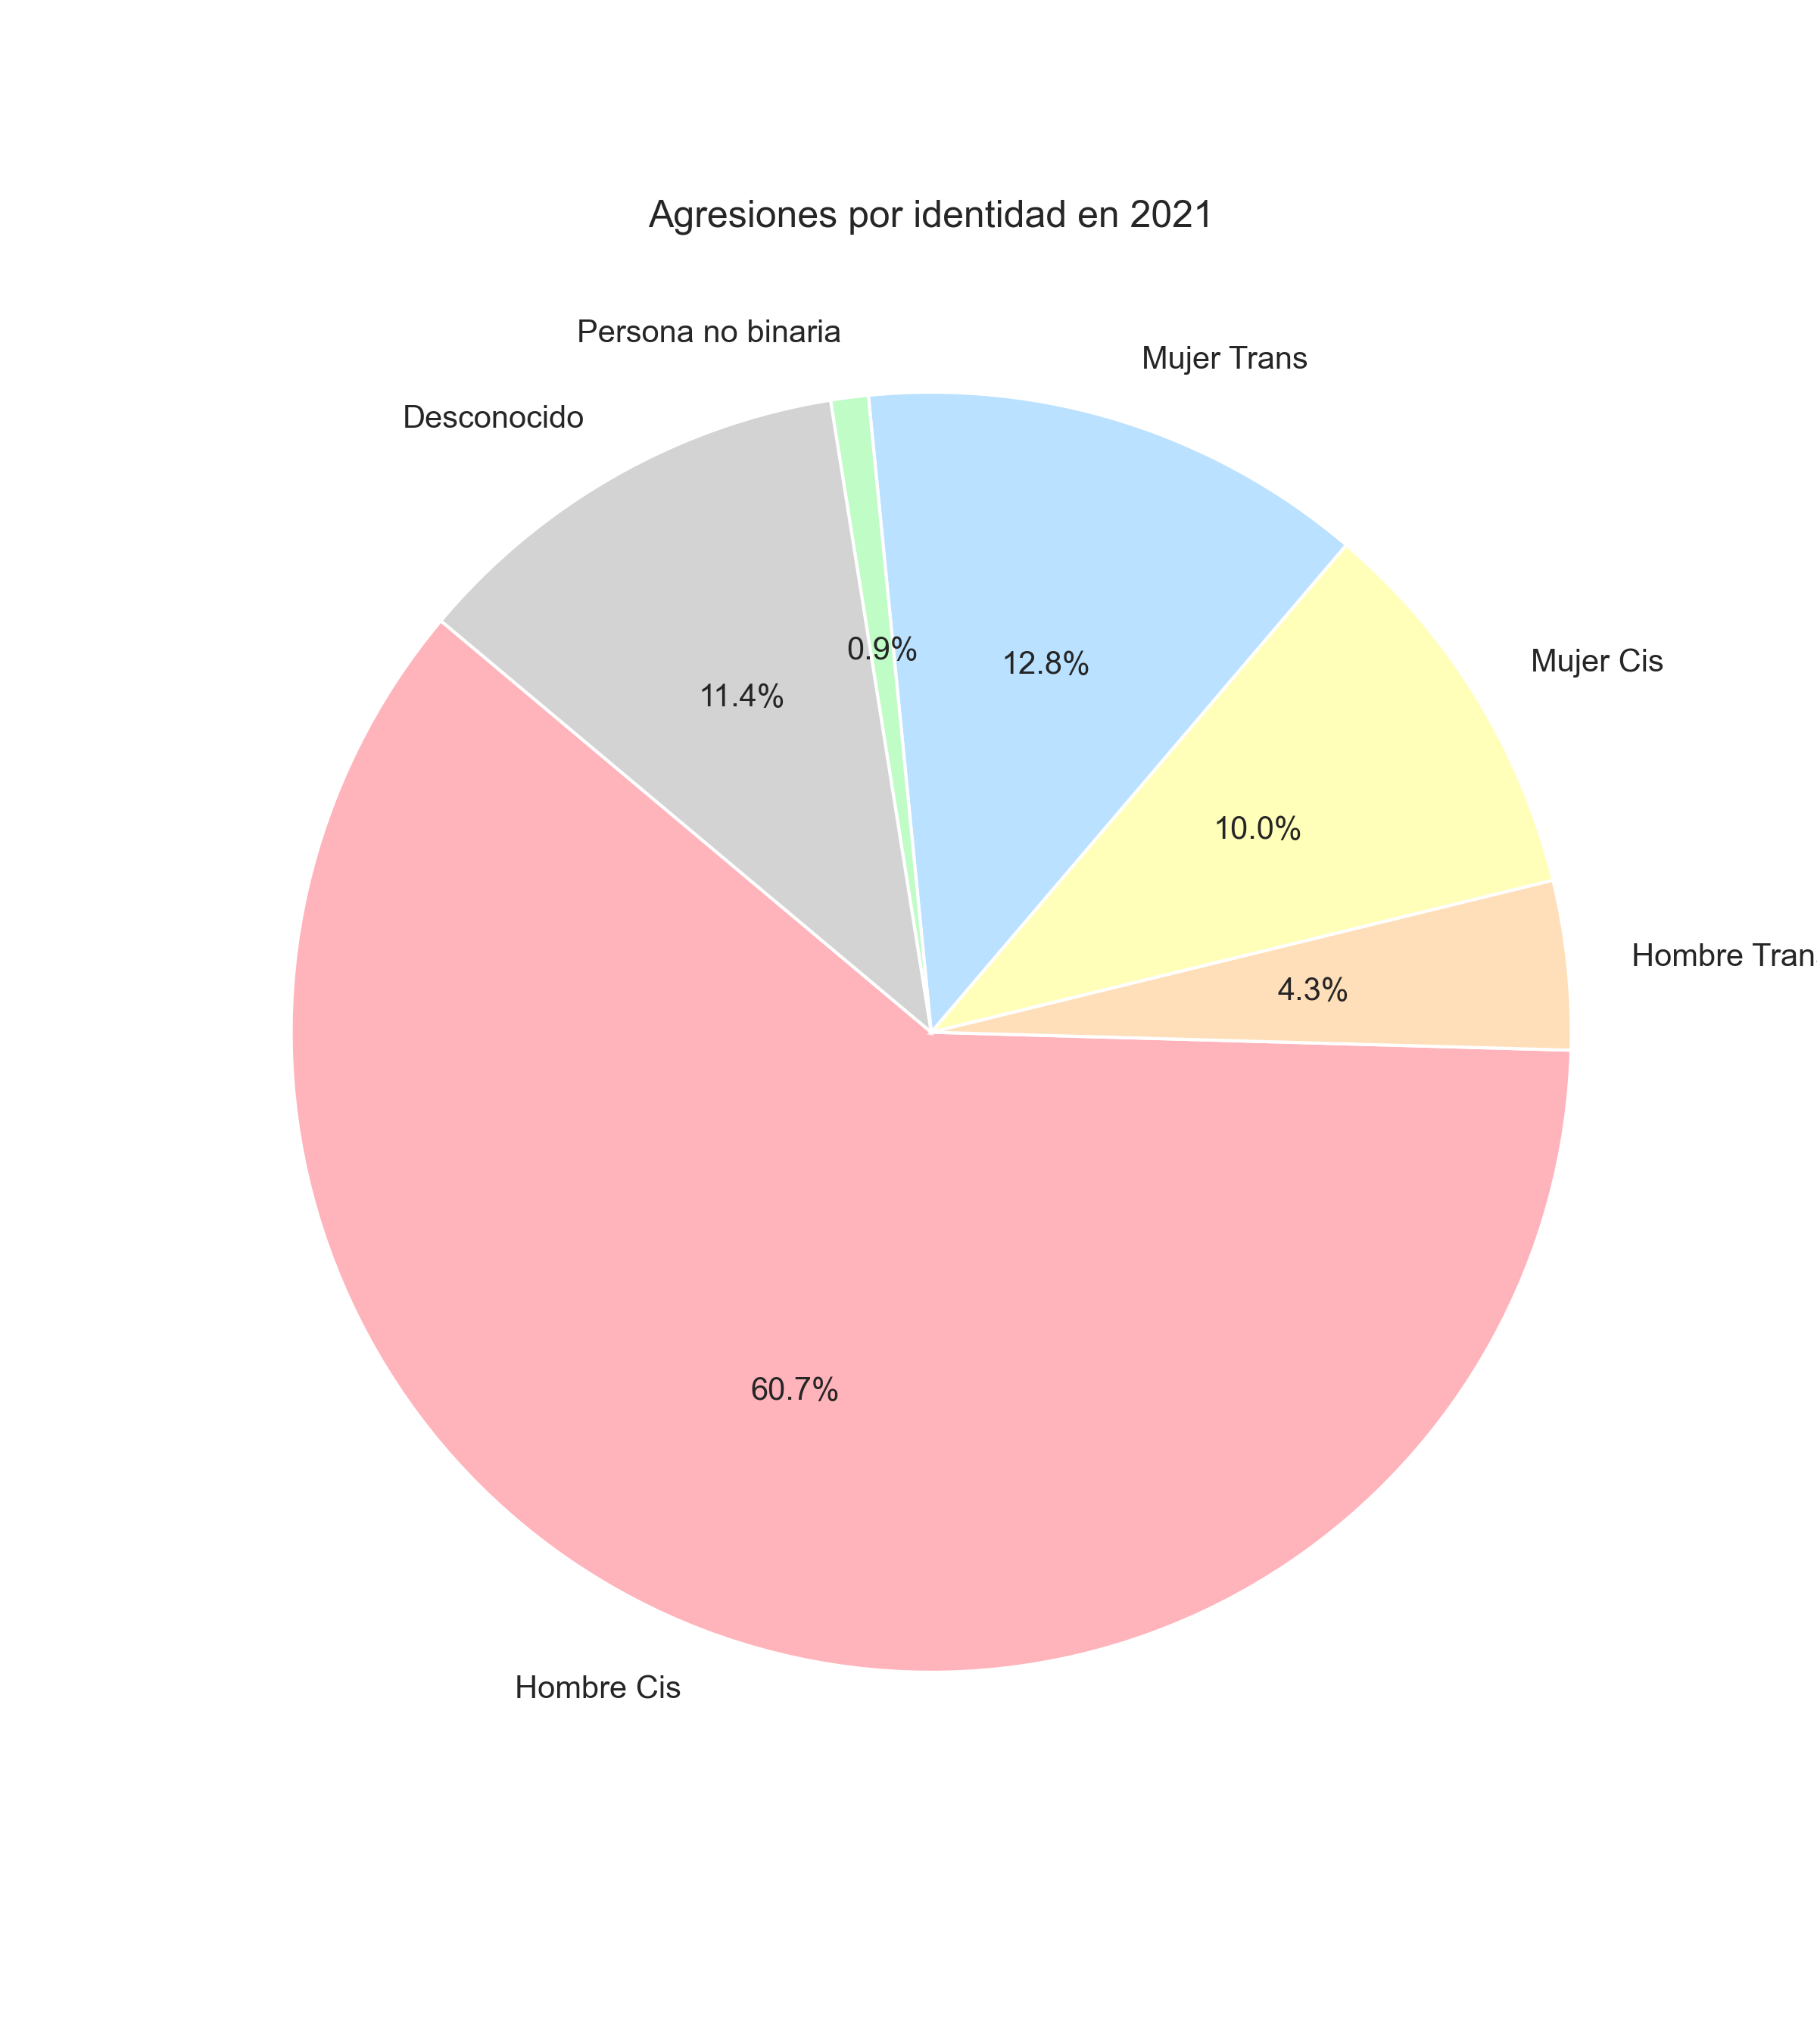 Agresiones por identidad en 2021
Persona no binaria
Mujer Trans
Desconocido
Mujer Cis
0.9%
12.8%
11.4%
10.0%
Hombre Tran
4.3%
60.7%
Hombre Cis